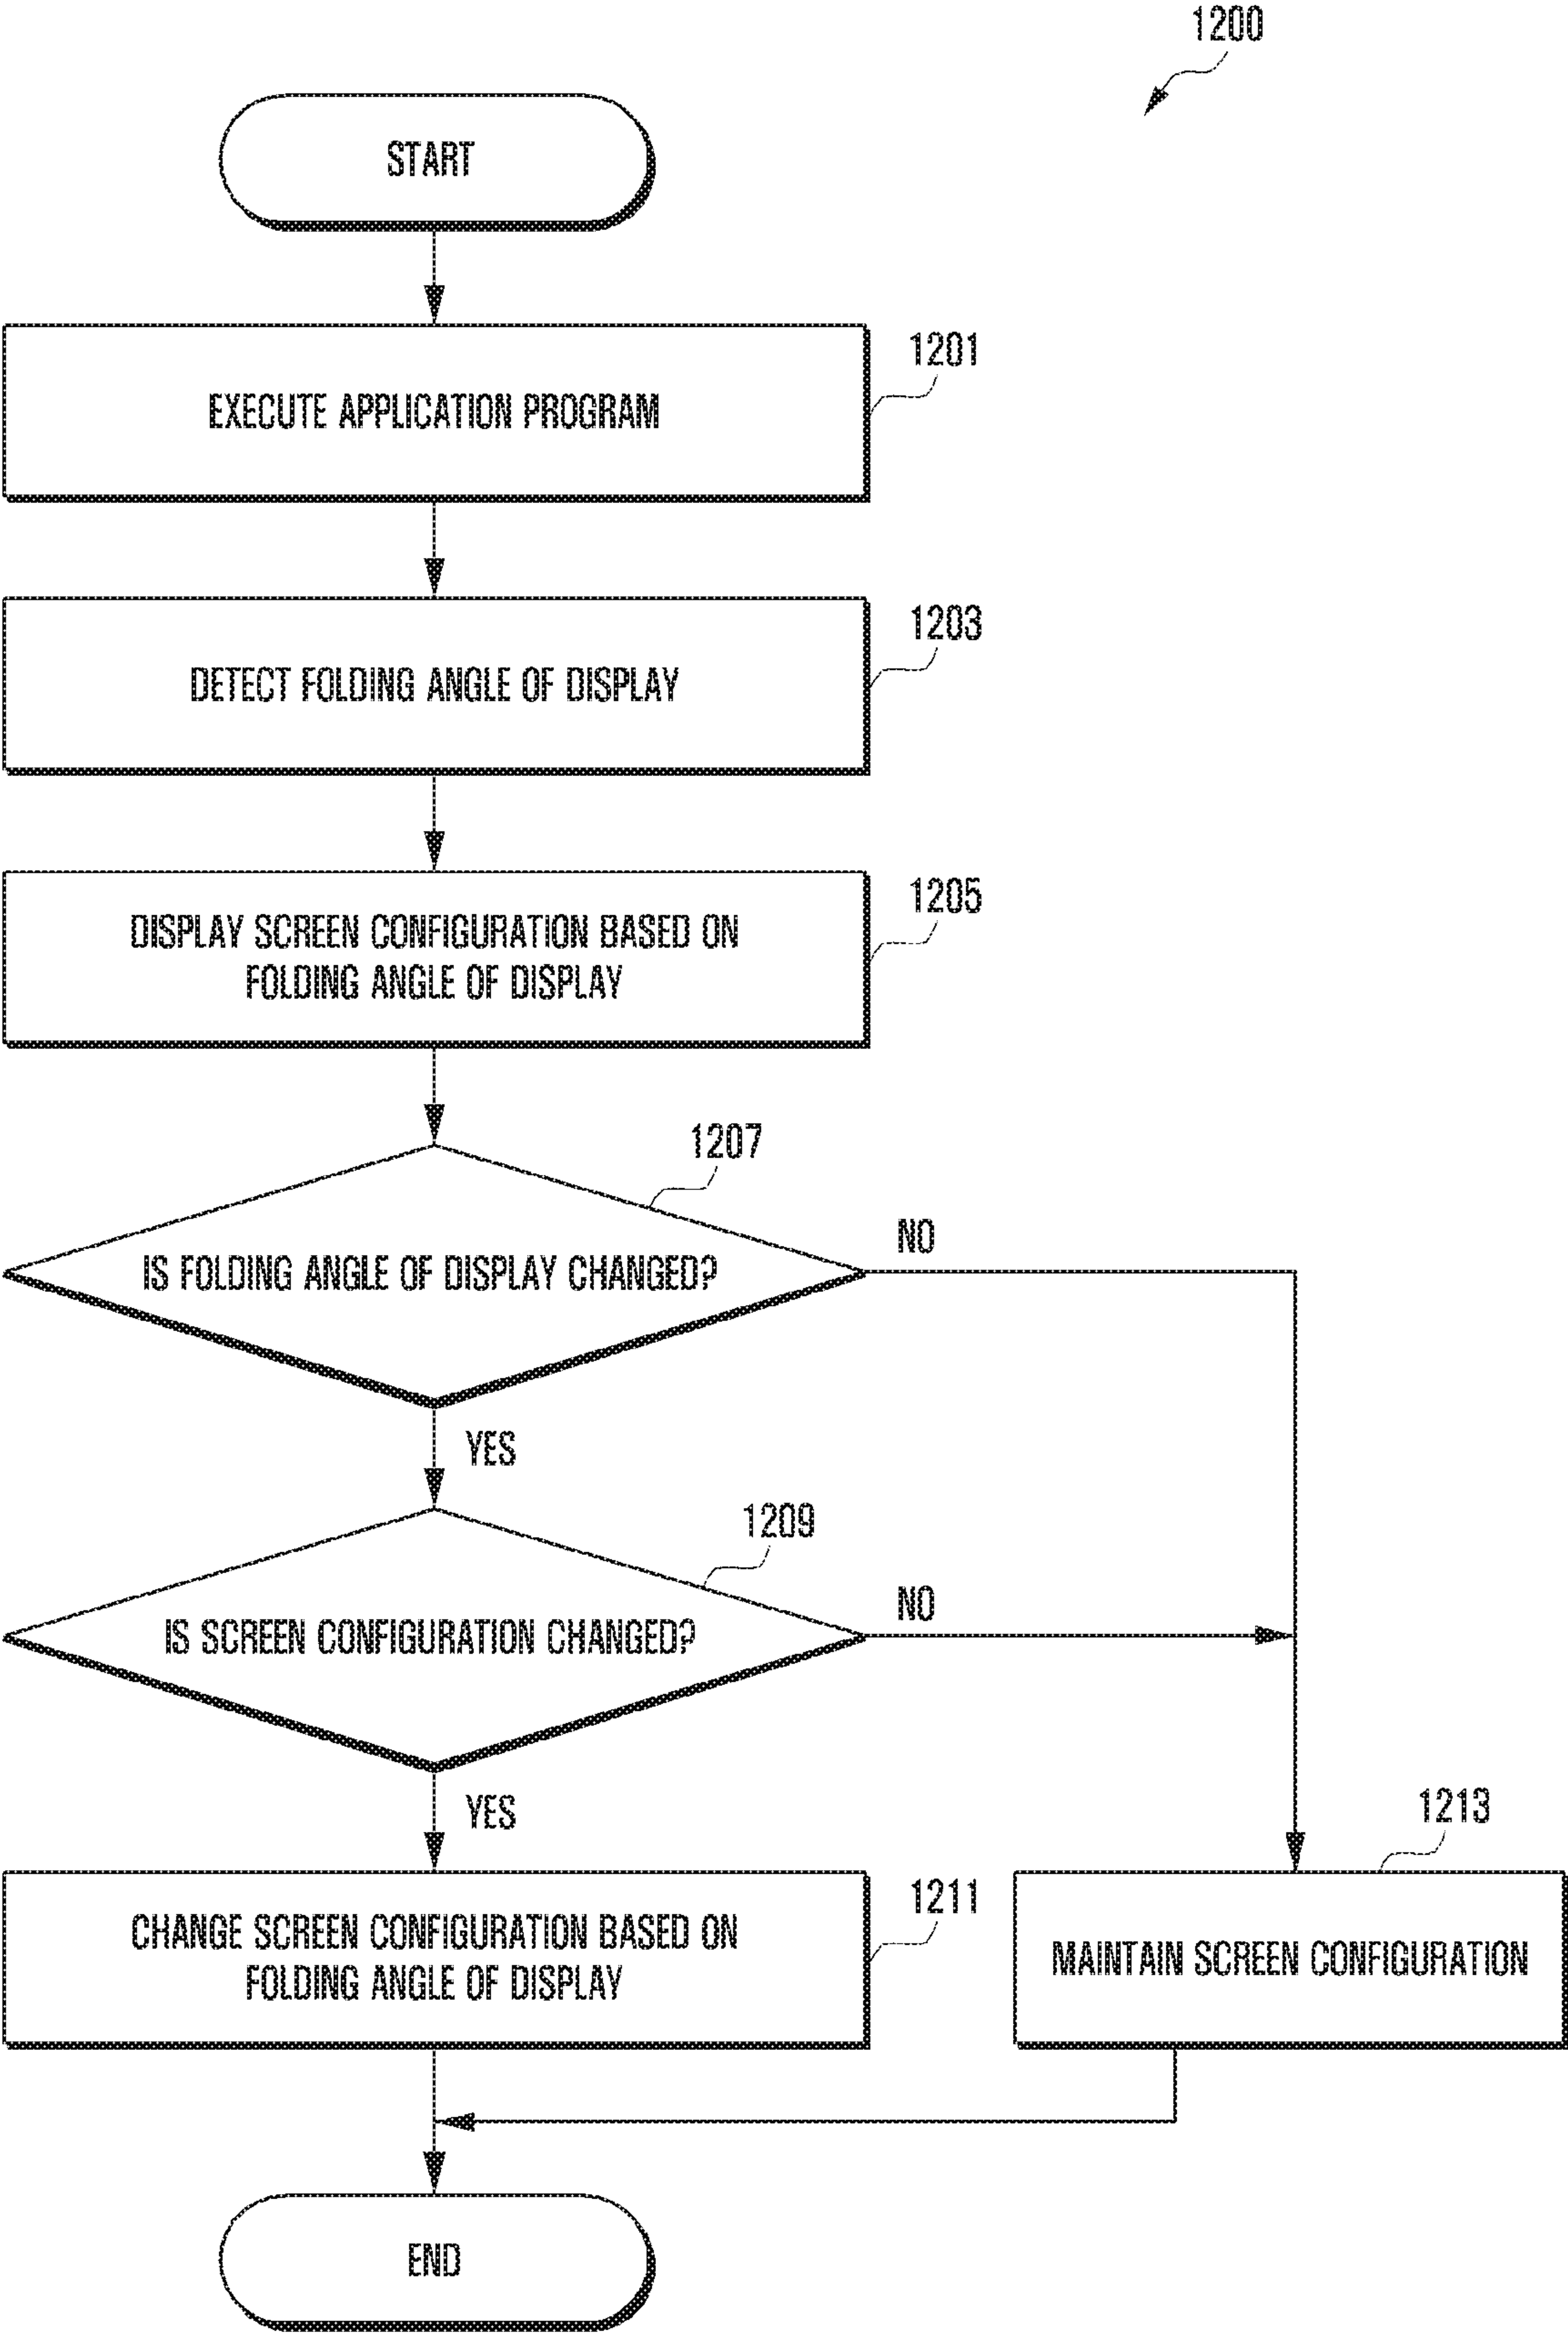 1200
START
1201
EXECUTE APPLICATION PROGRAM
1203
DETECT FOLDING ANGLE OF DISPLAY
1205
DISPLAY SCREEN CONFIGURATION BASED ON
FOLDING ANGLE OF DISPLAY
1207
IS FOLDING ANGLE OF DISPLAY CHANGED?
NO
YES
1209
IS SCREEN CONFIGURATION CHANGED?
NO
YES
1211
CHANGE SCREEN CONFIGURATION BASED ON
FOLDING ANGLE OF DISPLAY
1213
MAINTAIN SCREEN CONFIGURATION
END